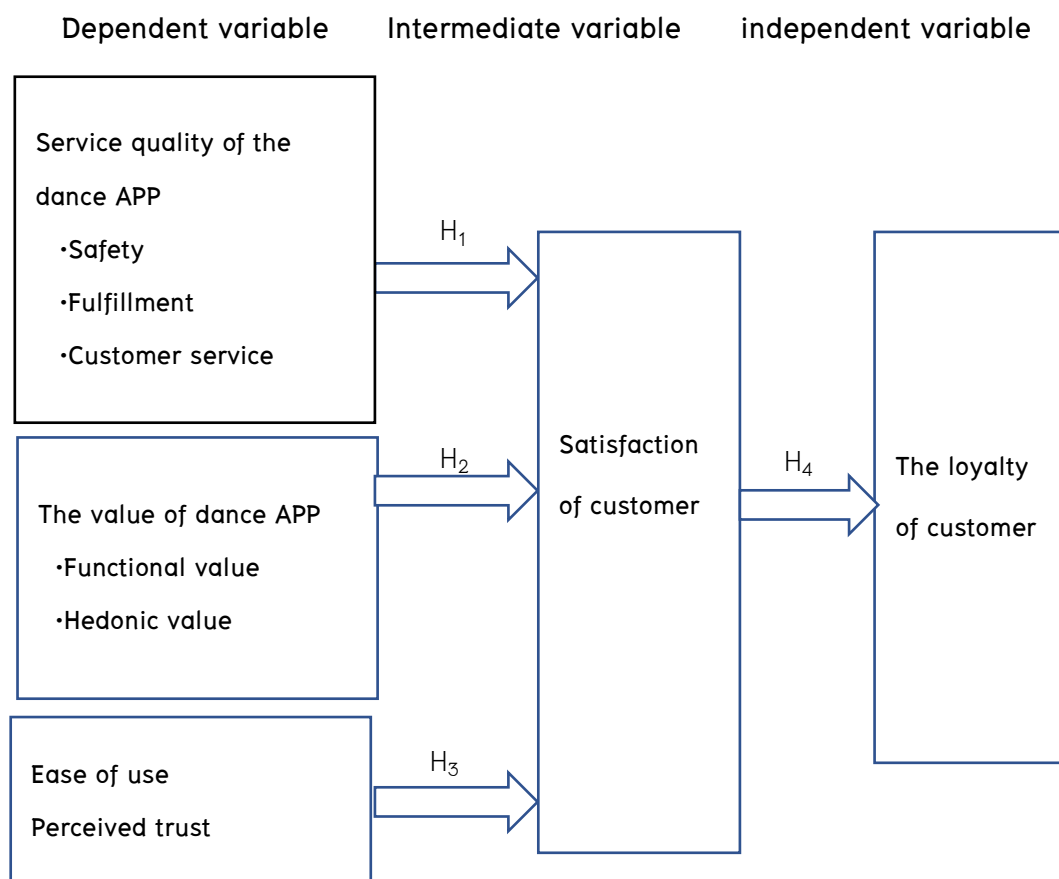 Dependent variable
Intermediate variable
independent variable
Service quality of the
dance APP
·Safety
·Fulfillment
·Customer service
H₁
The value of dance APP
·Functional value
·Hedonic value
H₂
Ease of use
Perceived trust
H₃
Satisfaction
of customer
H₄
The loyalty
of customer